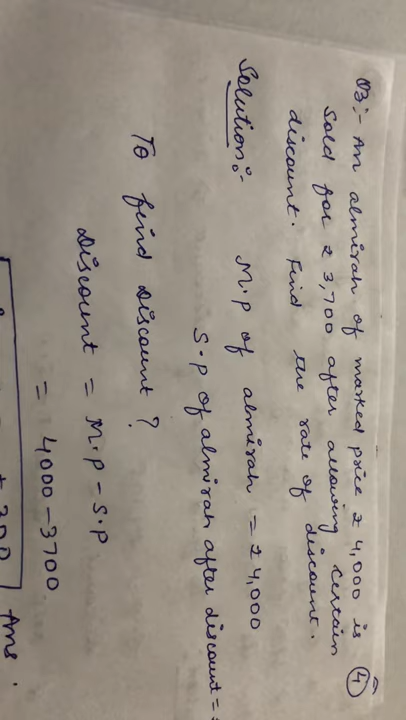 4
Q3:- An almirah of marked price ₹ 4,000 is
Sold for ₹ 3,700 after allowing certain
discount. Find the rate of discount.
Solution:- M.P of almirah = ₹ 4,000
S.P of almirah after discount =
To find Discount?
Discount = M.P - S.P
= 4000 - 3700
Ans.